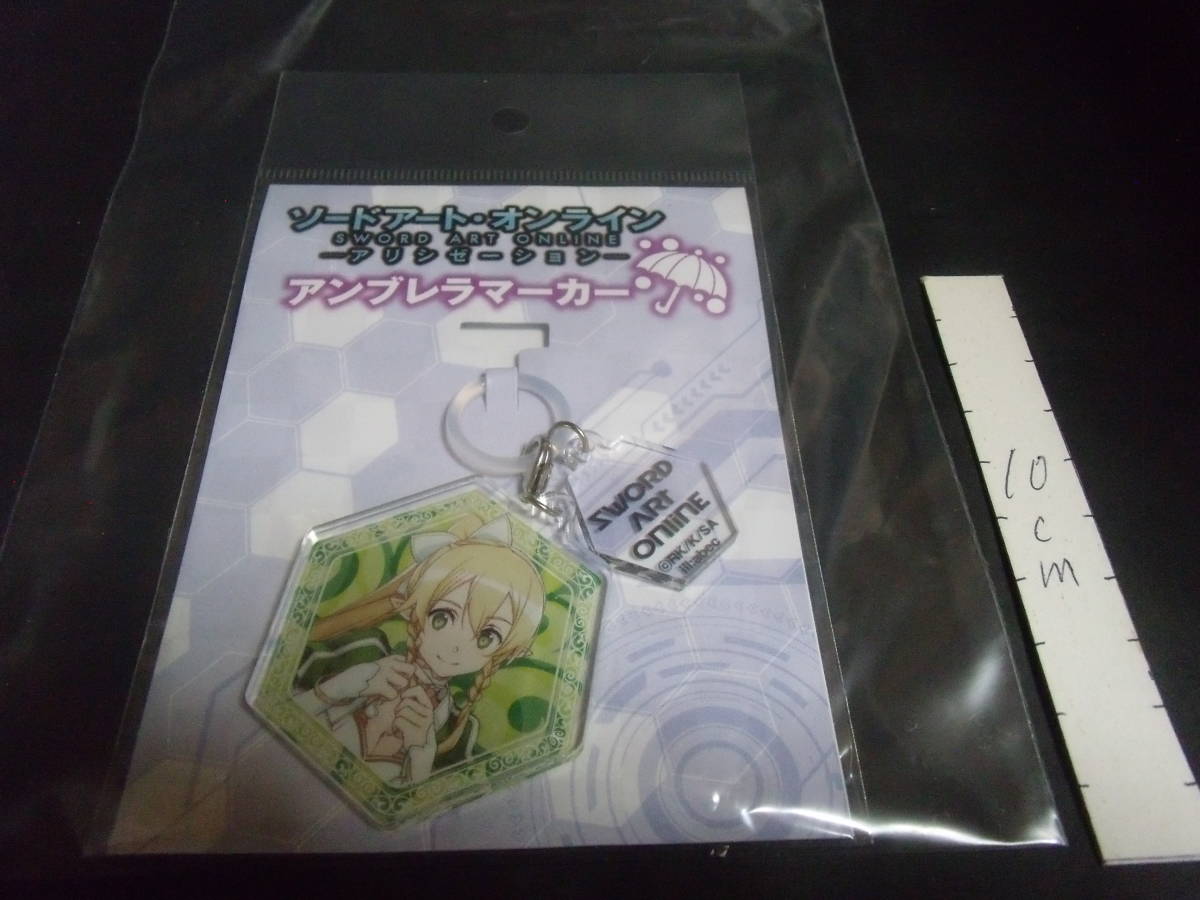 ソードアート・オンライン
SWORD ART ONLINE
ーアリシゼーションー
アンブレラマーカー
SWORD
ART
ONLINE
©RK/K/SA
ill:abec
10
c
m